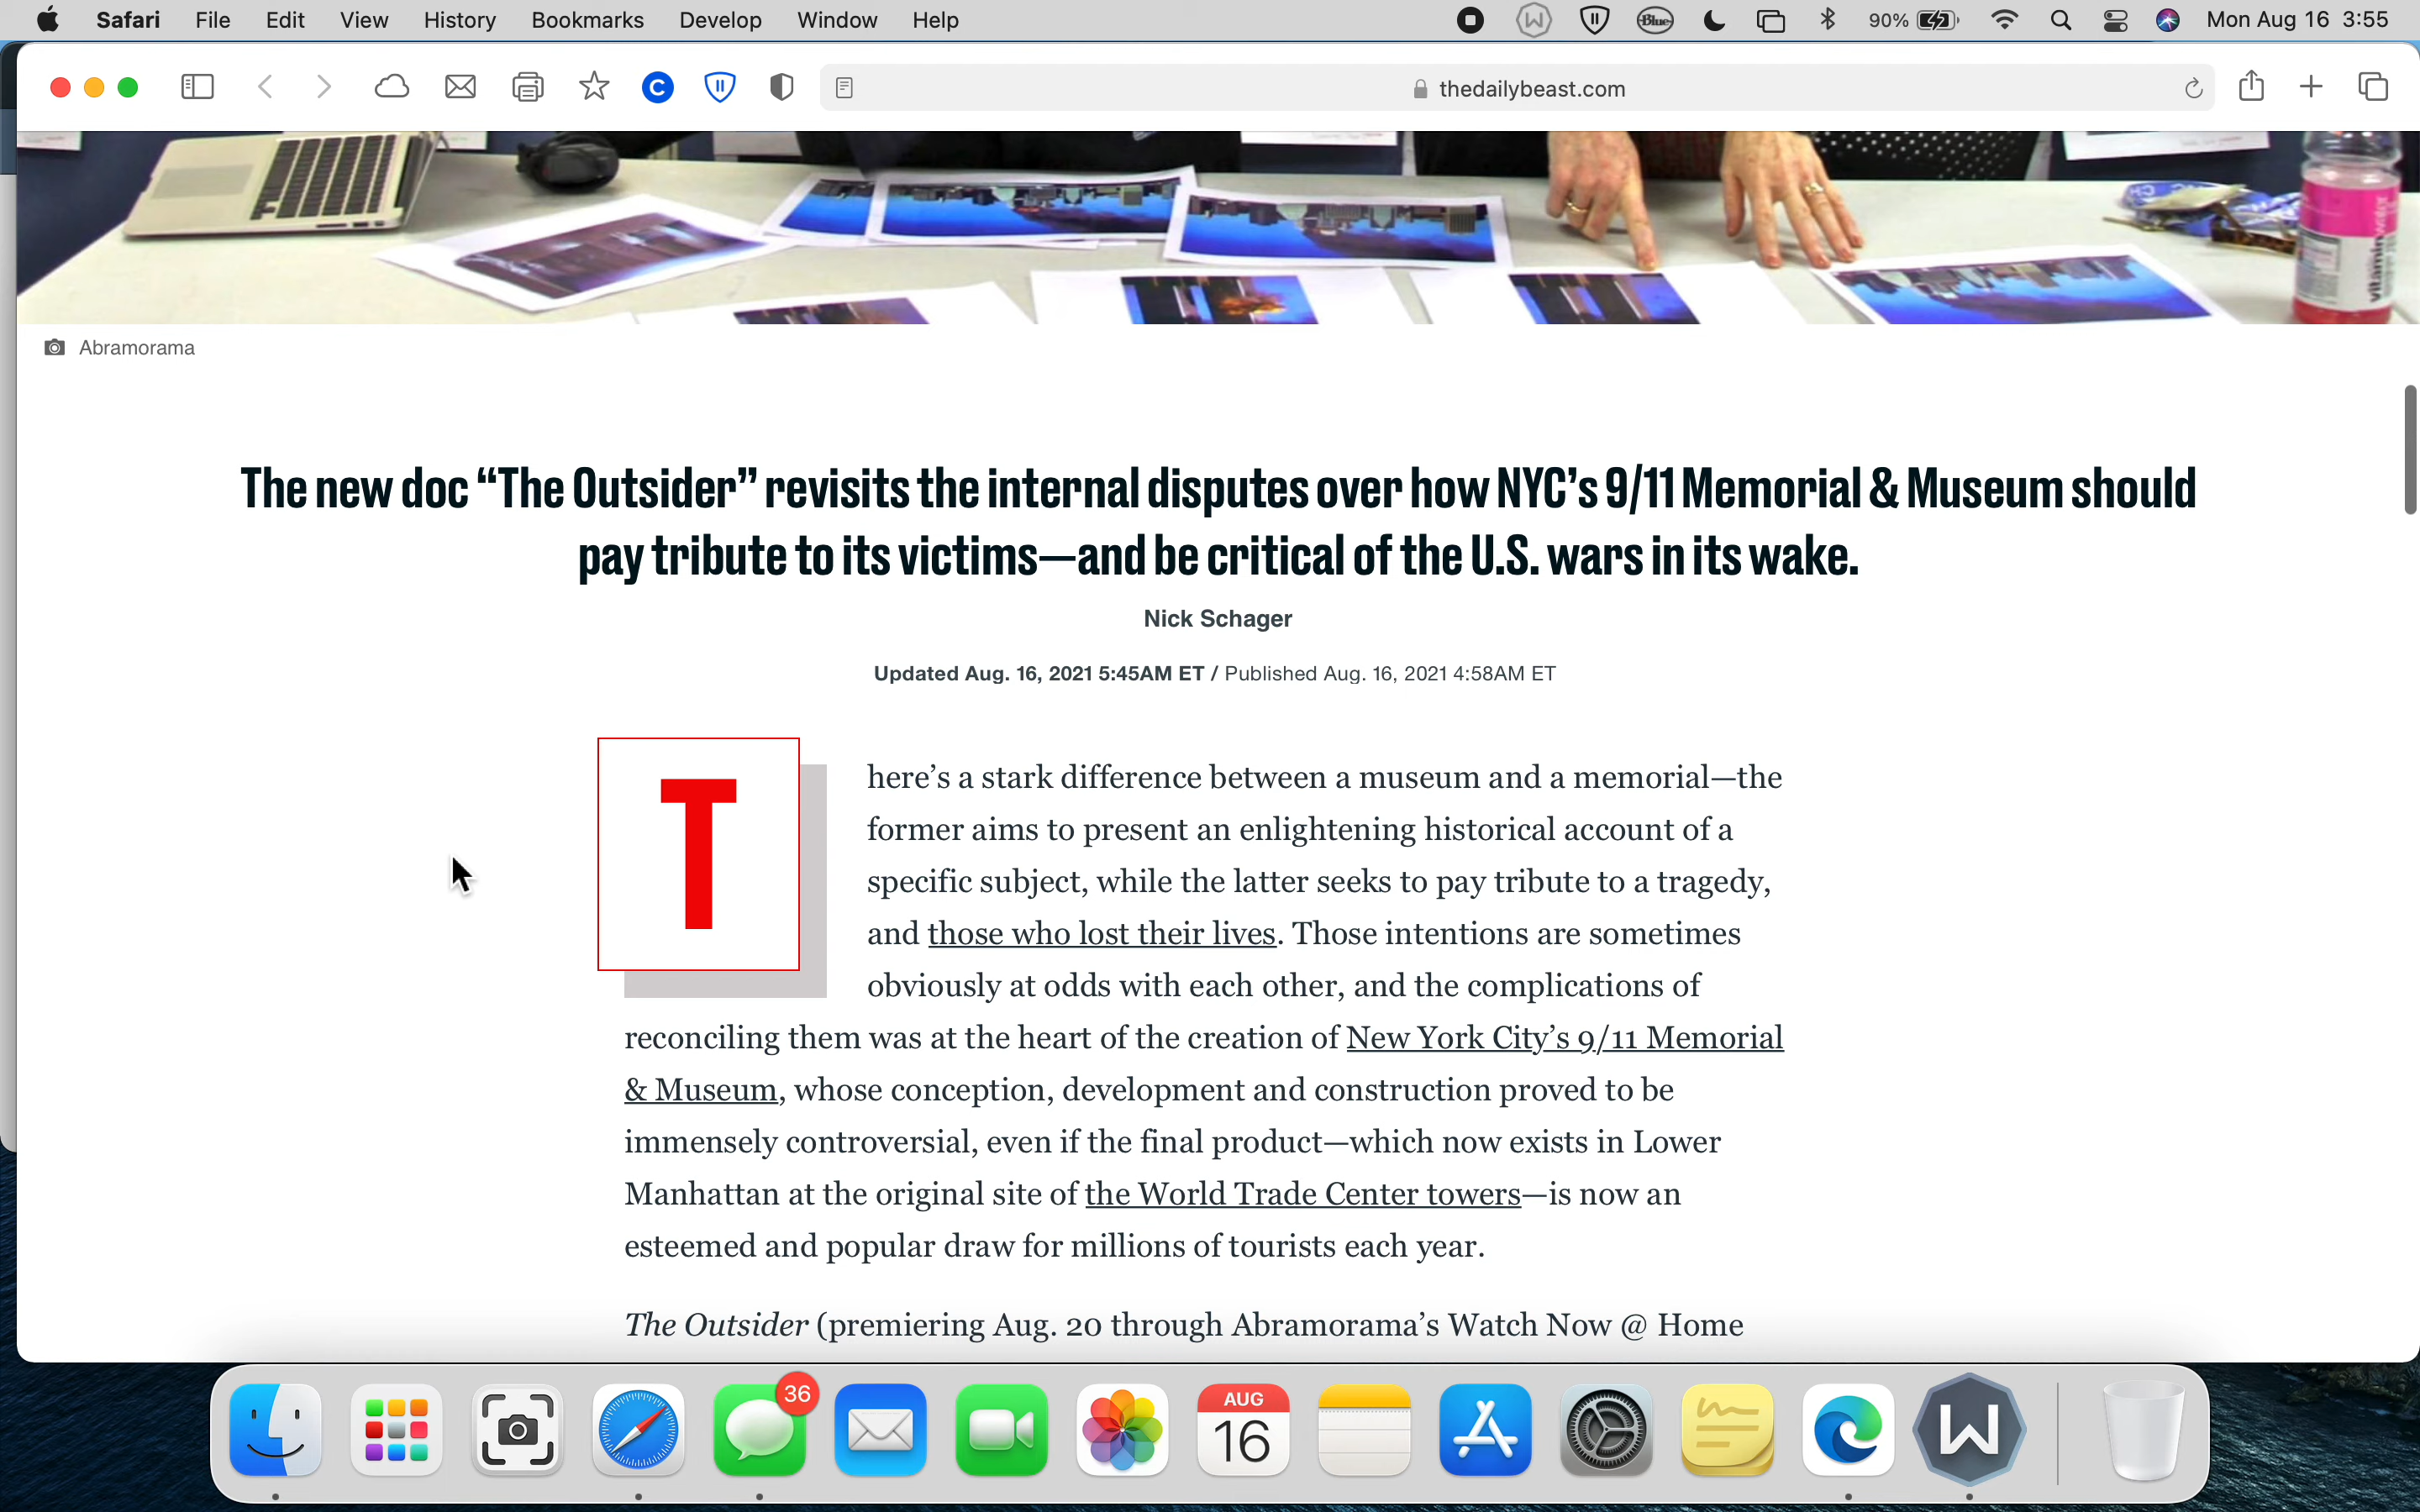 Safari File Edit View History Bookmarks Develop Window Help Blue 90% Mon Aug 16 3:55
C thedailybeast.com
vitaminwater
Abramorama
The new doc “The Outsider” revisits the internal disputes over how NYC’s 9/11 Memorial & Museum should
pay tribute to its victims—and be critical of the U.S. wars in its wake.
Nick Schager
Updated Aug. 16, 2021 5:45AM ET / Published Aug. 16, 2021 4:58AM ET
T
here’s a stark difference between a museum and a memorial—the
former aims to present an enlightening historical account of a
specific subject, while the latter seeks to pay tribute to a tragedy,
and those who lost their lives. Those intentions are sometimes
obviously at odds with each other, and the complications of
reconciling them was at the heart of the creation of New York City’s 9/11 Memorial
& Museum, whose conception, development and construction proved to be
immensely controversial, even if the final product—which now exists in Lower
Manhattan at the original site of the World Trade Center towers—is now an
esteemed and popular draw for millions of tourists each year.
The Outsider (premiering Aug. 20 through Abramorama’s Watch Now @ Home
36
AUG
16
W